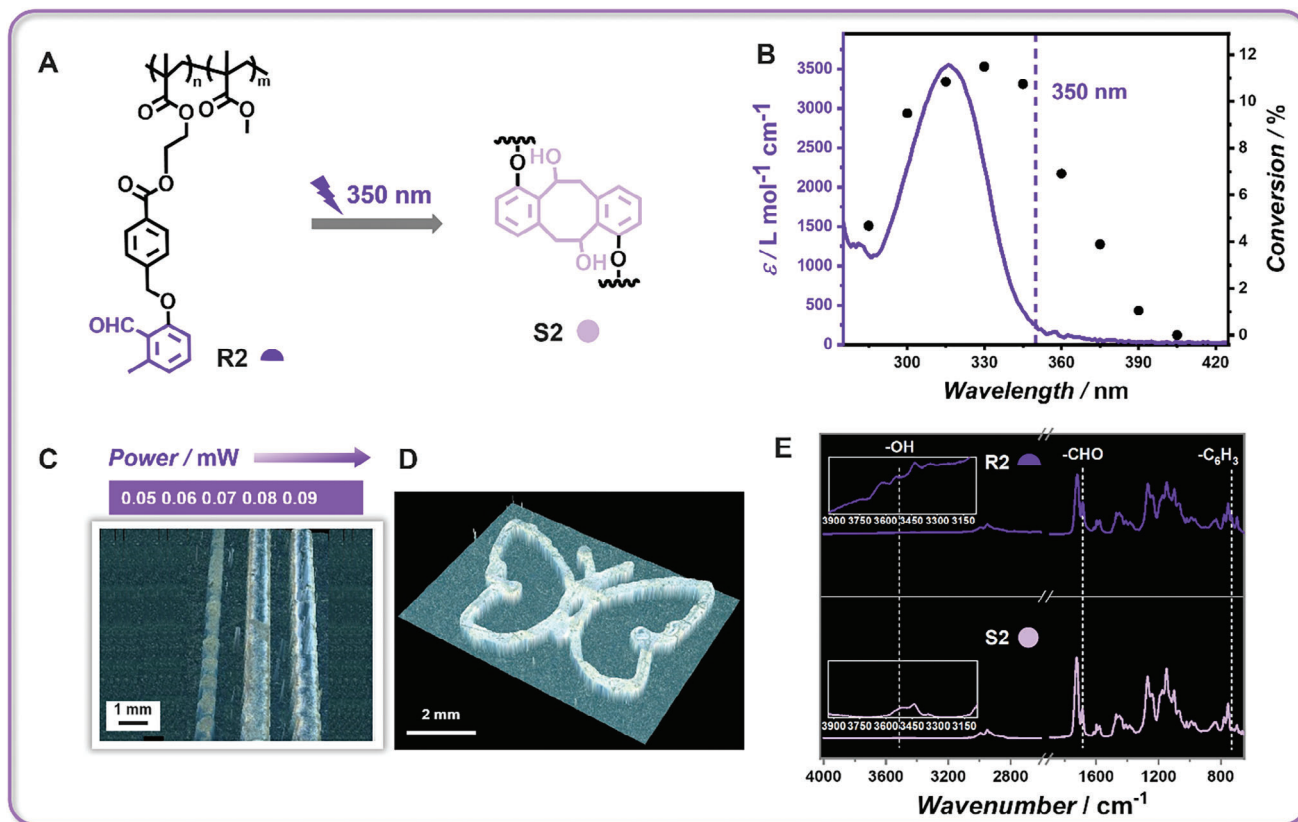 A
n
m
O
O
O
O
O
O
O
OHC
R2
350 nm
HO
O
OH
O
S2
B
3500
3000
2500
2000
1500
1000
500
0
ε / L mol⁻¹ cm⁻¹
350 nm
12
10
8
6
4
2
0
Conversion / %
300 330 360 390 420
Wavelength / nm
C
Power / mW
0.05 0.06 0.07 0.08 0.09
1 mm
D
2 mm
E
-OH
R2
-CHO
-C₆H₃
3900 3750 3600 3450 3300 3150
S2
3900 3750 3600 3450 3300 3150
4000 3600 3200 2800 1600 1200 800
Wavenumber / cm⁻¹